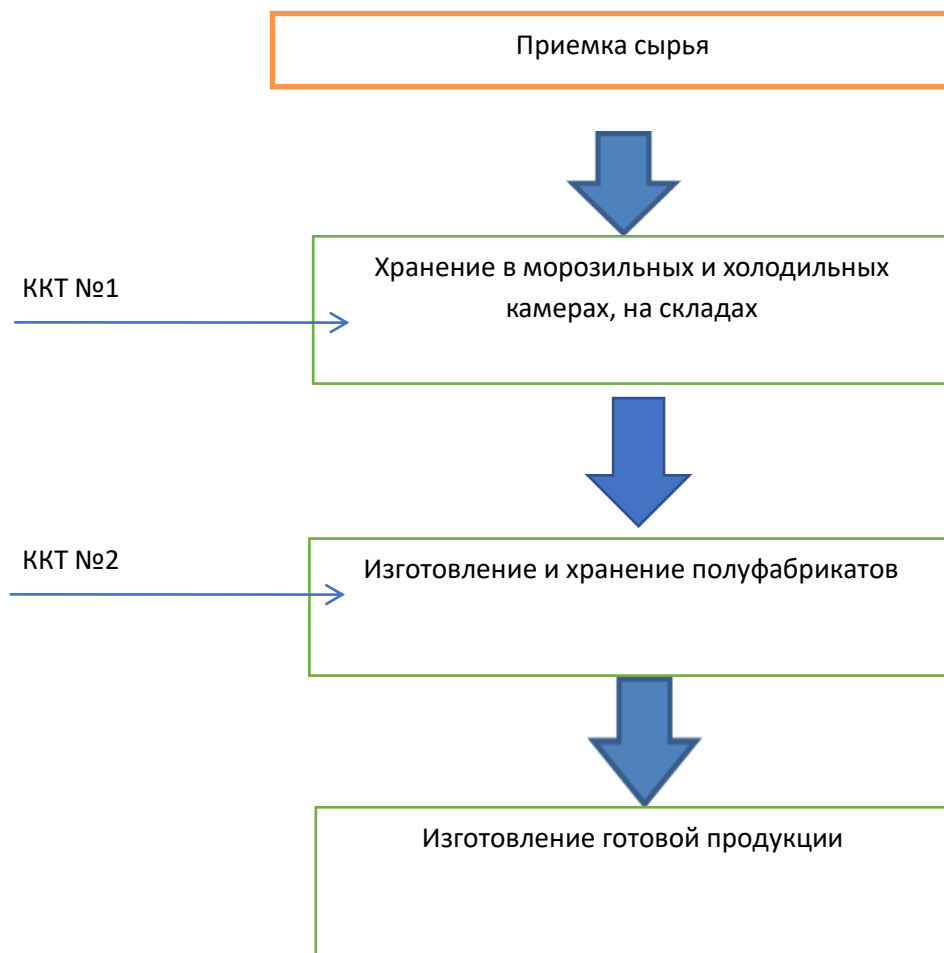 Приемка сырья
Хранение в морозильных и холодильных
камерах, на складах
ККТ №1
Изготовление и хранение полуфабрикатов
ККТ №2
Изготовление готовой продукции